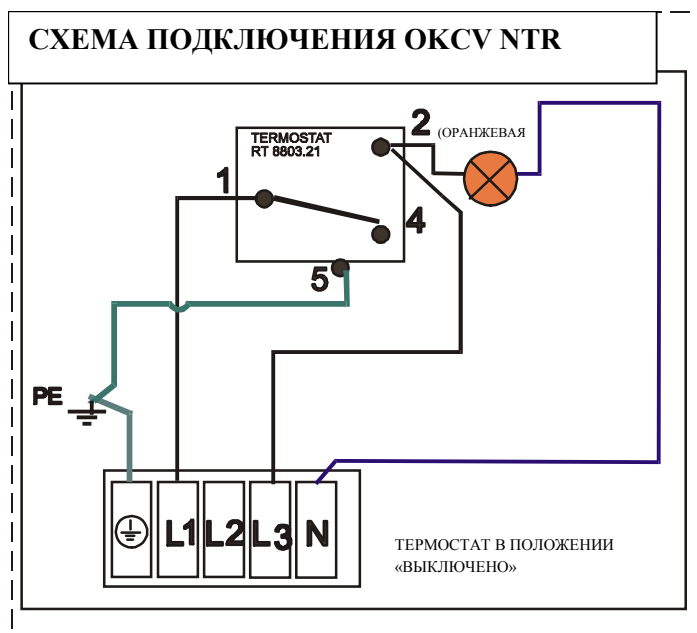 СХЕМА ПОДКЛЮЧЕНИЯ OKCV NTR
2 (ОРАНЖЕВАЯ
TERMOSTAT
RT 8803.21
1
4
5
PE
L1 L2 L3 N
ТЕРМОСТАТ В ПОЛОЖЕНИИ
«ВЫКЛЮЧЕНО»